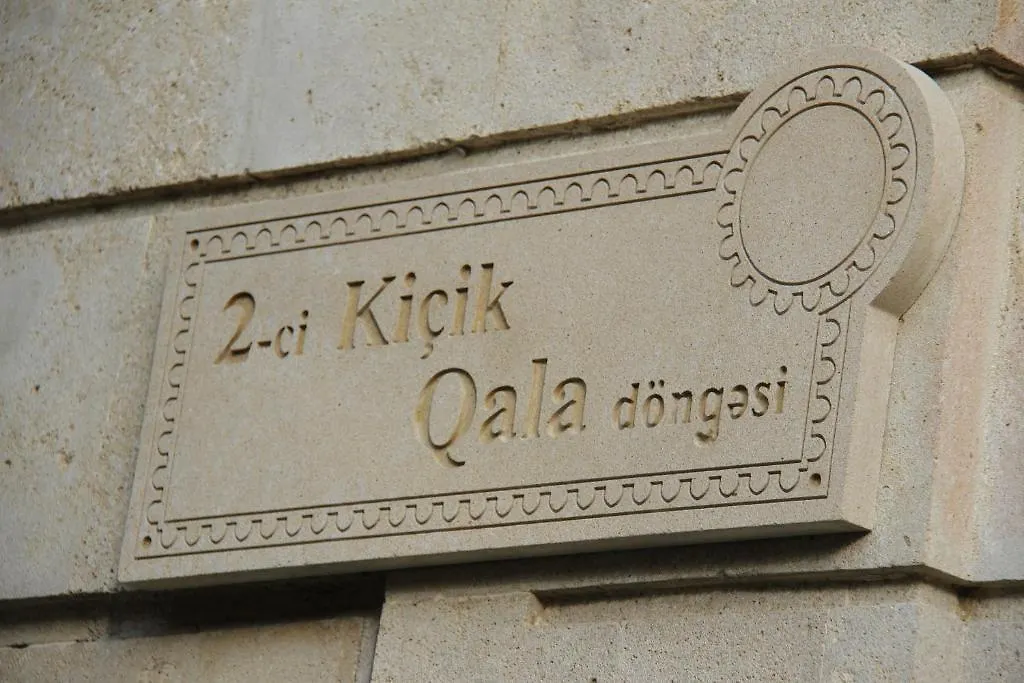 2-ci Kiçik
Qala döngəsi